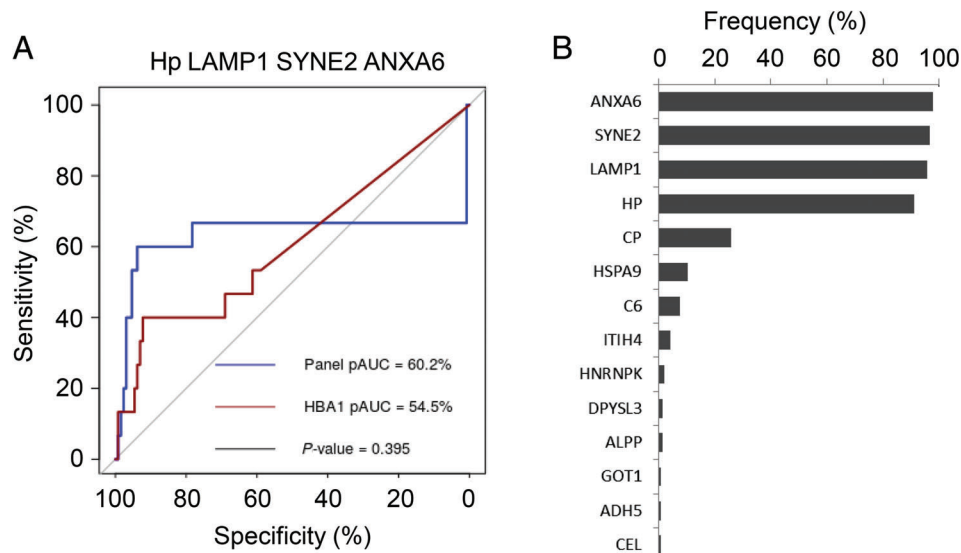 A
Hp LAMP1 SYNE2 ANXA6
Sensitivity (%)
100
80
60
40
20
0
Panel pAUC = 60.2%
HBA1 pAUC = 54.5%
P-value = 0.395
100 80 60 40 20 0
Specificity (%)
B
Frequency (%)
0 20 40 60 80 100
ANXA6
SYNE2
LAMP1
HP
CP
HSPA9
C6
ITIH4
HNRNPK
DPYSL3
ALPP
GOT1
ADH5
CEL